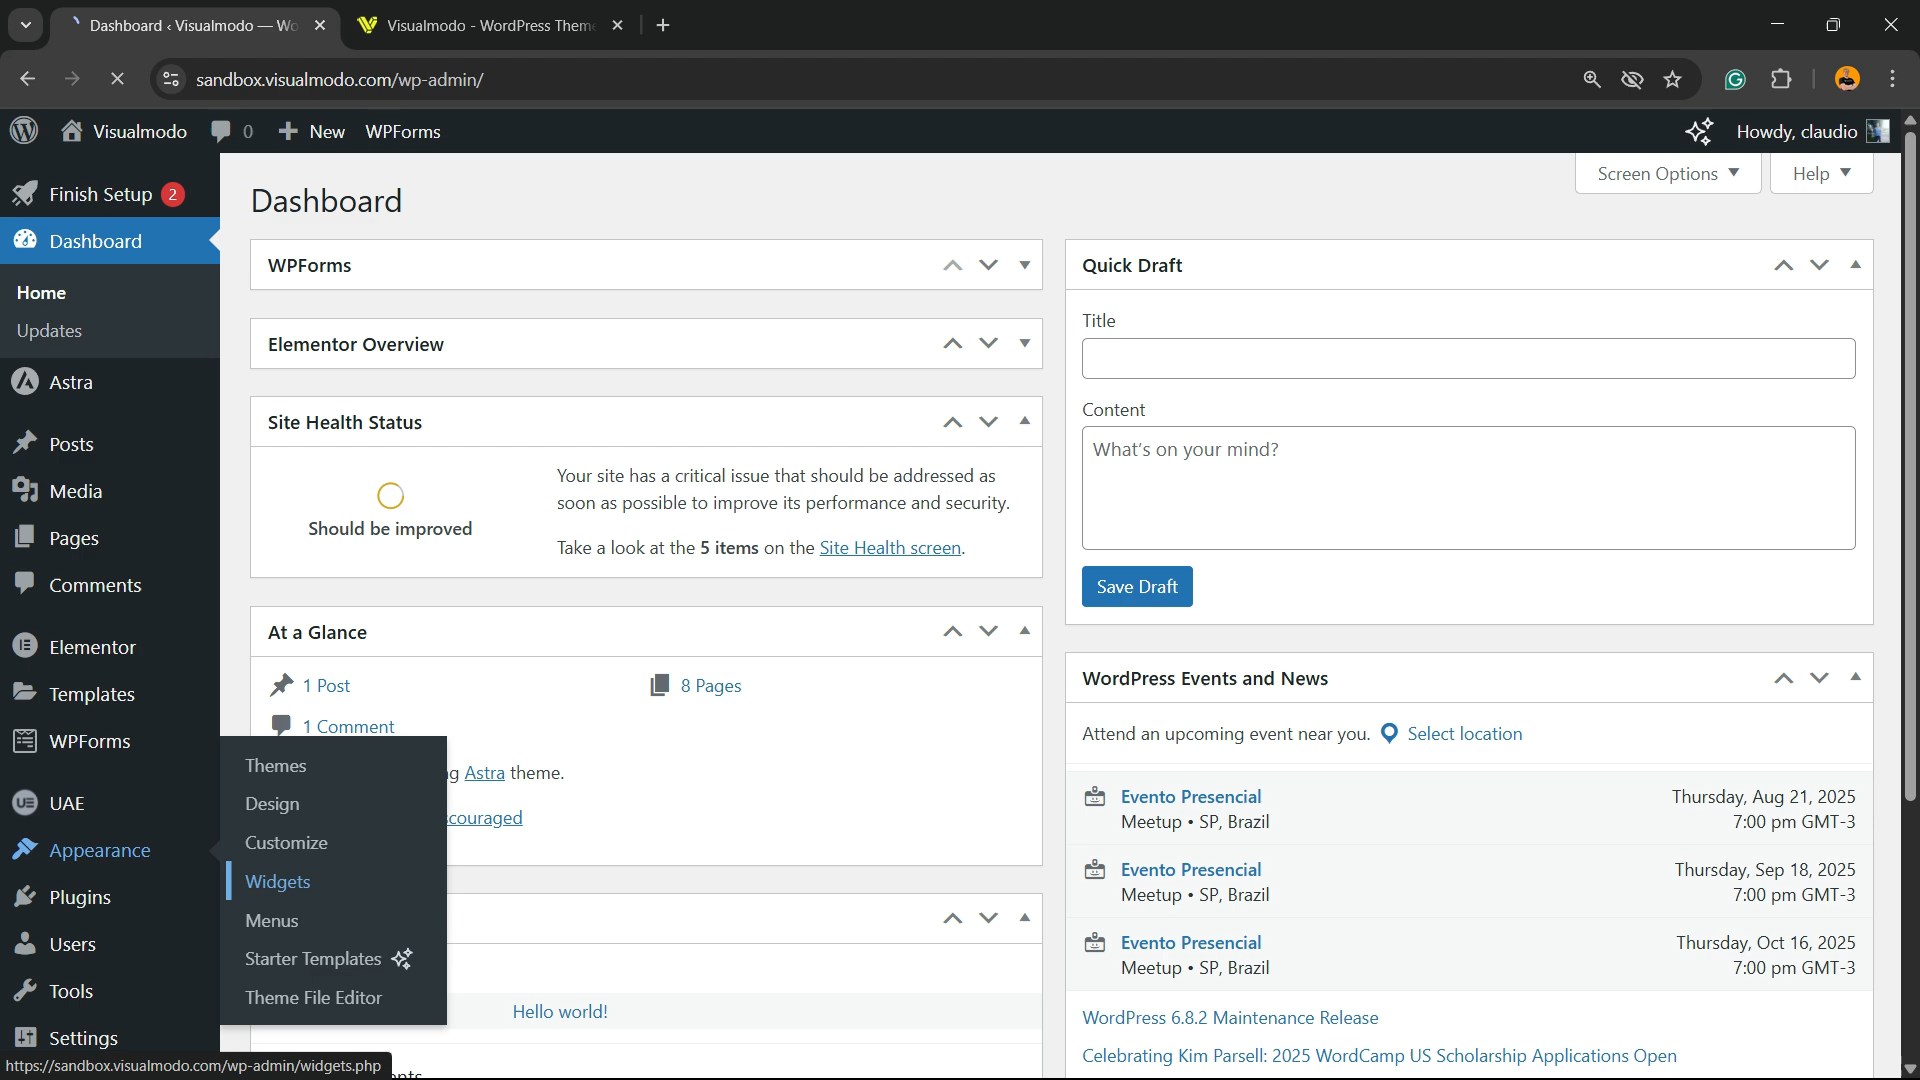 Dashboard ‹ Visualmodo — Wo
Visualmodo - WordPress Theme
sandbox.visualmodo.com/wp-admin/
Visualmodo
0
New
WPForms
Howdy, claudio
Finish Setup 2
Dashboard
Home
Updates
Astra
Posts
Media
Pages
Comments
Elementor
Templates
WPForms
UAE
Appearance
Plugins
Users
Tools
Settings
Themes
Design
Customize
Widgets
Menus
Starter Templates
Theme File Editor
https://sandbox.visualmodo.com/wp-admin/widgets.php
Screen Options
Help
Dashboard
WPForms
Elementor Overview
Site Health Status
Should be improved
Your site has a critical issue that should be addressed as
soon as possible to improve its performance and security.
Take a look at the 5 items on the Site Health screen.
At a Glance
1 Post
8 Pages
1 Comment
g Astra theme.
couraged
Hello world!
Quick Draft
Title
Content
What's on your mind?
Save Draft
WordPress Events and News
Attend an upcoming event near you. Select location
Evento Presencial
Meetup • SP, Brazil
Thursday, Aug 21, 2025
7:00 pm GMT-3
Evento Presencial
Meetup • SP, Brazil
Thursday, Sep 18, 2025
7:00 pm GMT-3
Evento Presencial
Meetup • SP, Brazil
Thursday, Oct 16, 2025
7:00 pm GMT-3
WordPress 6.8.2 Maintenance Release
Celebrating Kim Parsell: 2025 WordCamp US Scholarship Applications Open